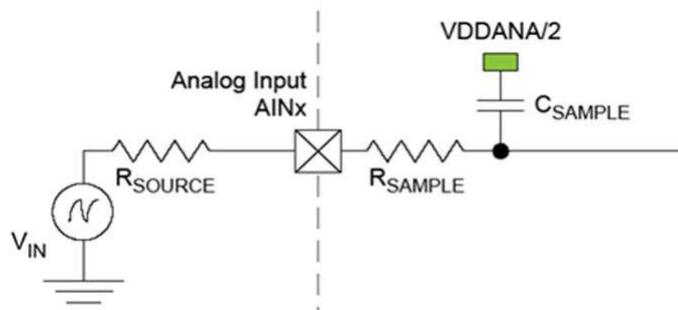 VDDANA/2
Analog Input
AINx
CSAMPLE
RSOURCE
RSAMPLE
VIN